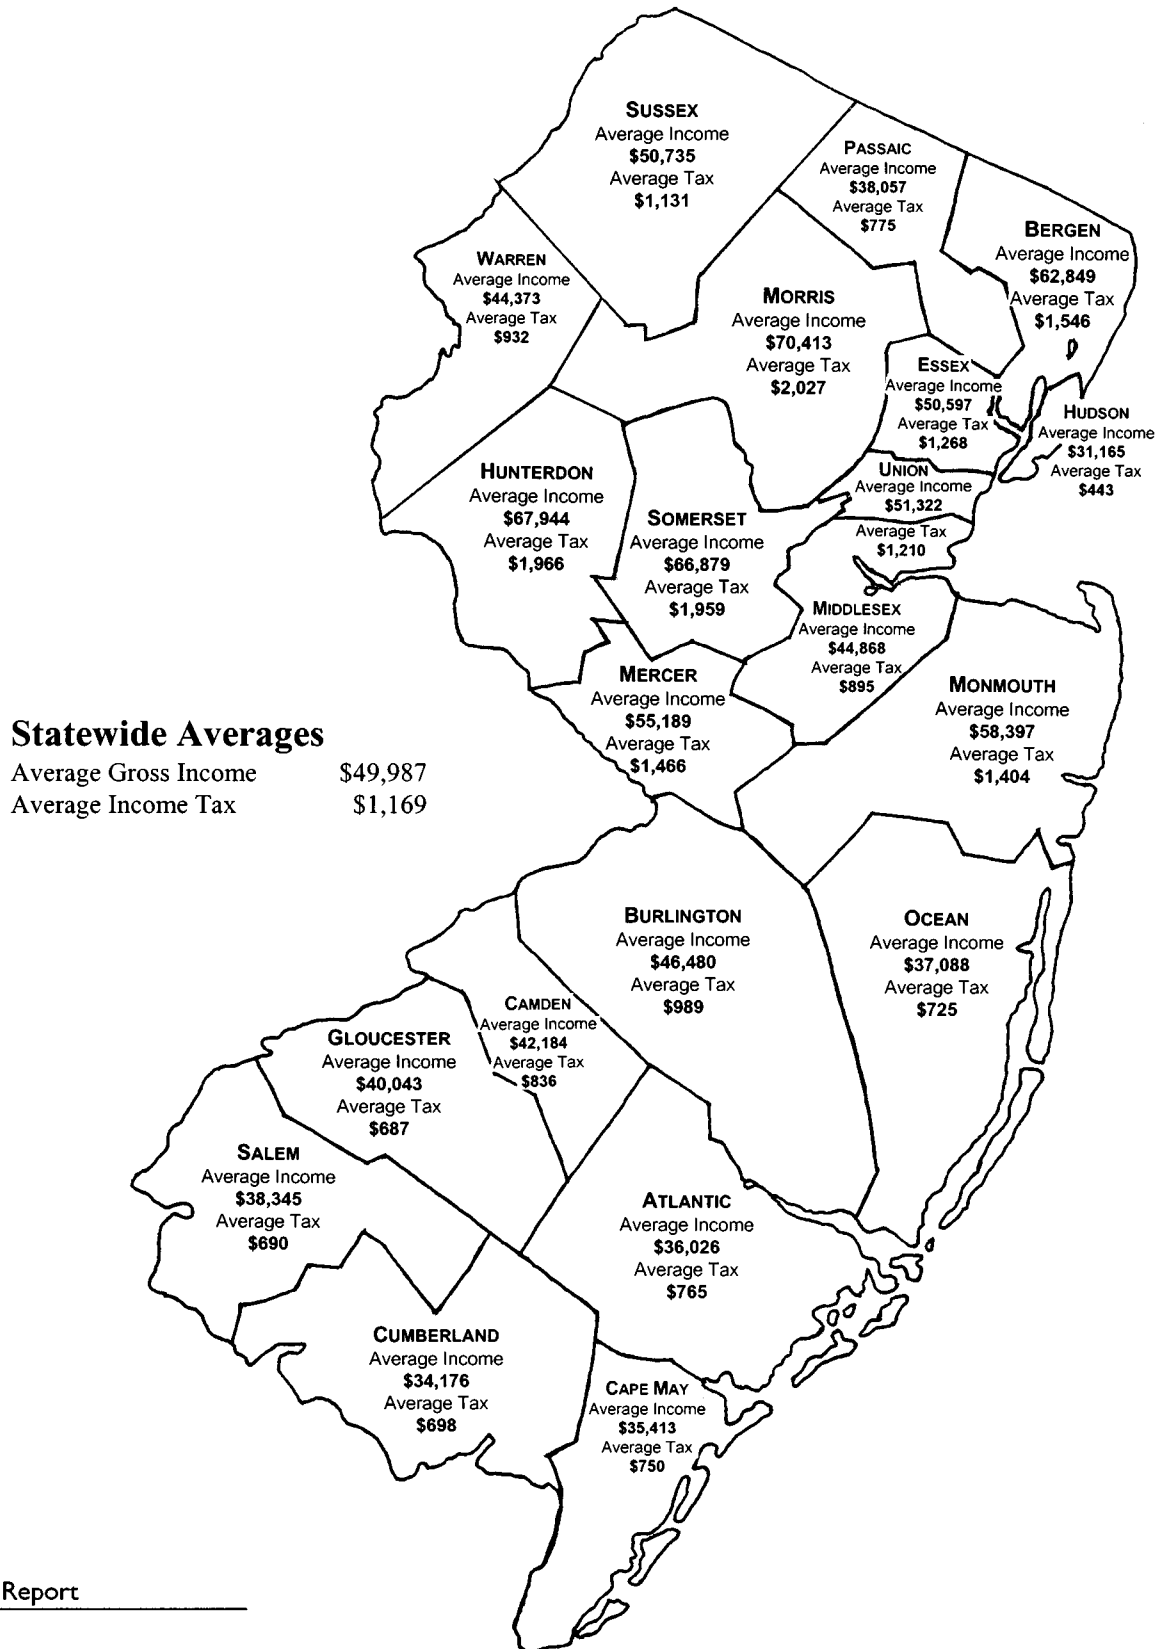 SUSSEX
Average Income
$50,735
Average Tax
$1,131
PASSAIC
Average Income
$38,057
Average Tax
$775
BERGEN
Average Income
$62,849
Average Tax
$1,546
WARREN
Average Income
$44,373
Average Tax
$932
MORRIS
Average Income
$70,413
Average Tax
$2,027
ESSEX
Average Income
$50,597
Average Tax
$1,268
HUDSON
Average Income
$31,165
Average Tax
$443
HUNTERDON
Average Income
$67,944
Average Tax
$1,966
SOMERSET
Average Income
$66,879
Average Tax
$1,959
UNION
Average Income
$51,322
Average Tax
$1,210
MIDDLESEX
Average Income
$44,868
Average Tax
$895
MERCER
Average Income
$55,189
Average Tax
$1,466
MONMOUTH
Average Income
$58,397
Average Tax
$1,404
Statewide Averages
Average Gross Income $49,987
Average Income Tax $1,169
BURLINGTON
Average Income
$46,480
Average Tax
$989
OCEAN
Average Income
$37,088
Average Tax
$725
CAMDEN
Average Income
$42,184
Average Tax
$836
GLOUCESTER
Average Income
$40,043
Average Tax
$687
SALEM
Average Income
$38,345
Average Tax
$690
ATLANTIC
Average Income
$36,026
Average Tax
$765
CUMBERLAND
Average Income
$34,176
Average Tax
$698
CAPE MAY
Average Income
$35,413
Average Tax
$750
Report